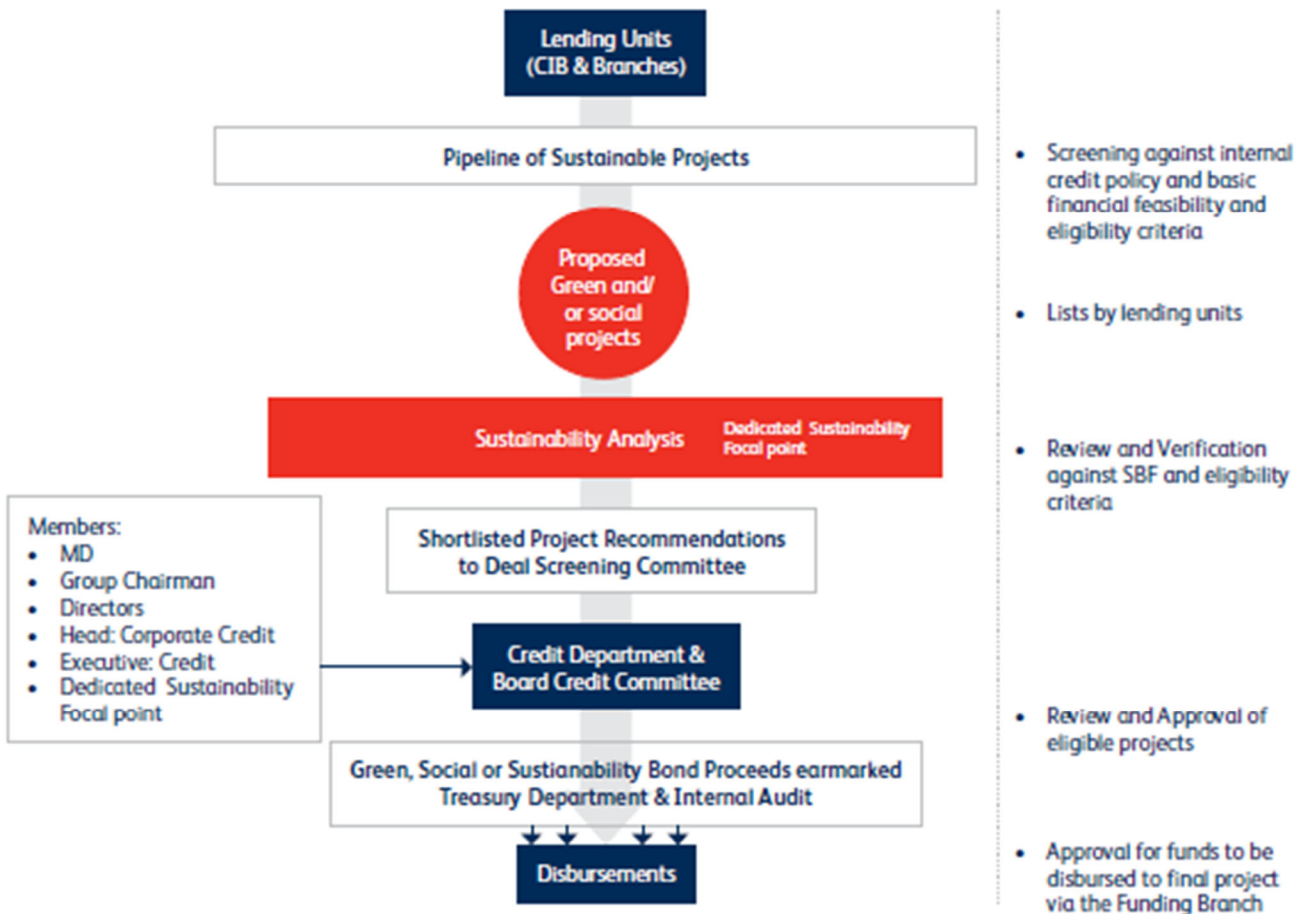 Lending Units
(CIB & Branches)
Pipeline of Sustainable Projects
• Screening against internal
credit policy and basic
financial feasibility and
eligibility criteria
Proposed
Green and/
or social
projects
• Lists by lending units
Sustainability Analysis
Dedicated Sustainability
Focal point
• Review and Verification
against SBF and eligibility
criteria
Shortlisted Project Recommendations
to Deal Screening Committee
Members:
• MD
• Group Chairman
• Directors
• Head: Corporate Credit
• Executive: Credit
• Dedicated Sustainability
Focal point
Credit Department &
Board Credit Committee
• Review and Approval of
eligible projects
Green, Social or Sustianability Bond Proceeds earmarked
Treasury Department & Internal Audit
Disbursements
• Approval for funds to be
disbursed to final project
via the Funding Branch